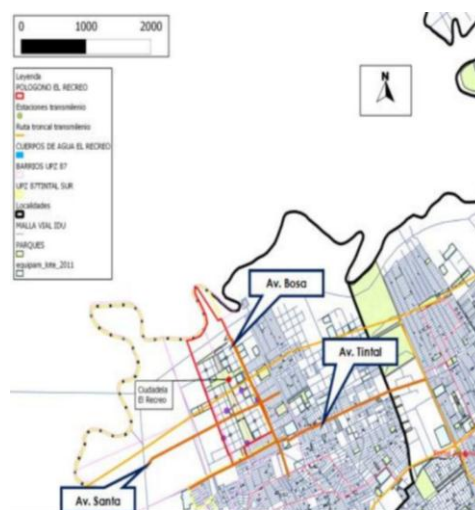 0 1000 2000
Leyenda
POLOGONO EL RECREO
Estaciones transmilenio
Ruta troncal transmilenio
CUERPOS DE AGUA EL RECREO
BARRIOS UPZ 87
UPZ 87TINTAL SUR
Localidades
MALLA VIAL IDU
PARQUES
equipam_lote_2011
N
Av. Bosa
Av. Tintal
Ciudadela
El Recreo
Av. Santa